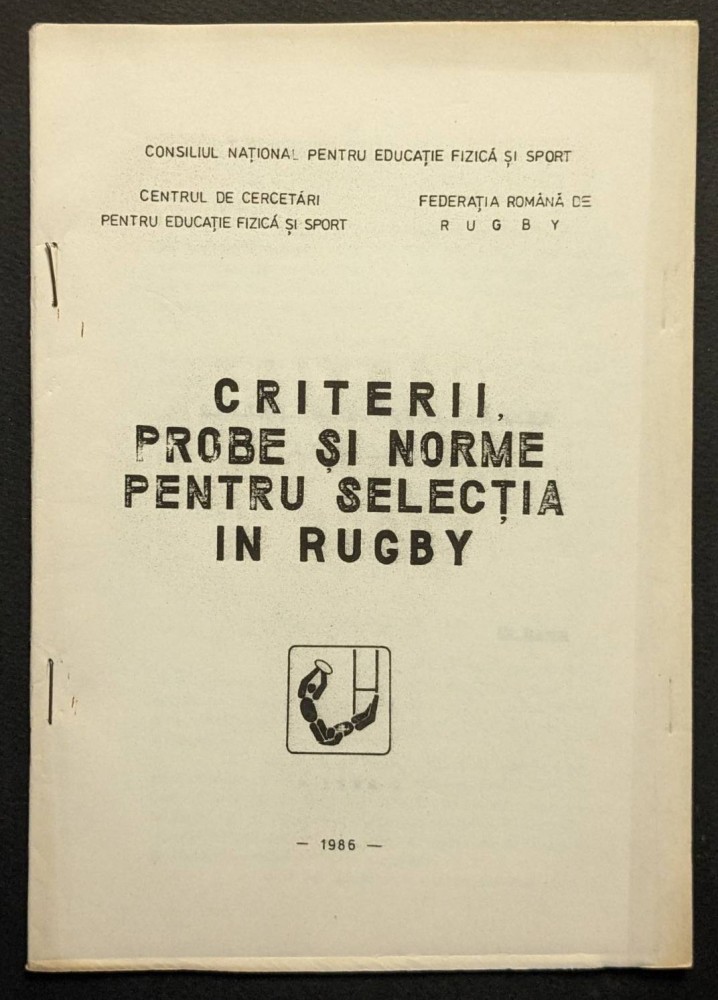 CONSILIUL NAȚIONAL PENTRU EDUCAȚIE FIZICĂ ȘI SPORT
CENTRUL DE CERCETĂRI
PENTRU EDUCAȚIE FIZICĂ ȘI SPORT
FEDERAȚIA ROMÂNĂ DE
R U G B Y
CRITERII,
PROBE ȘI NORME
PENTRU SELECȚIA
IN RUGBY
— 1986 —